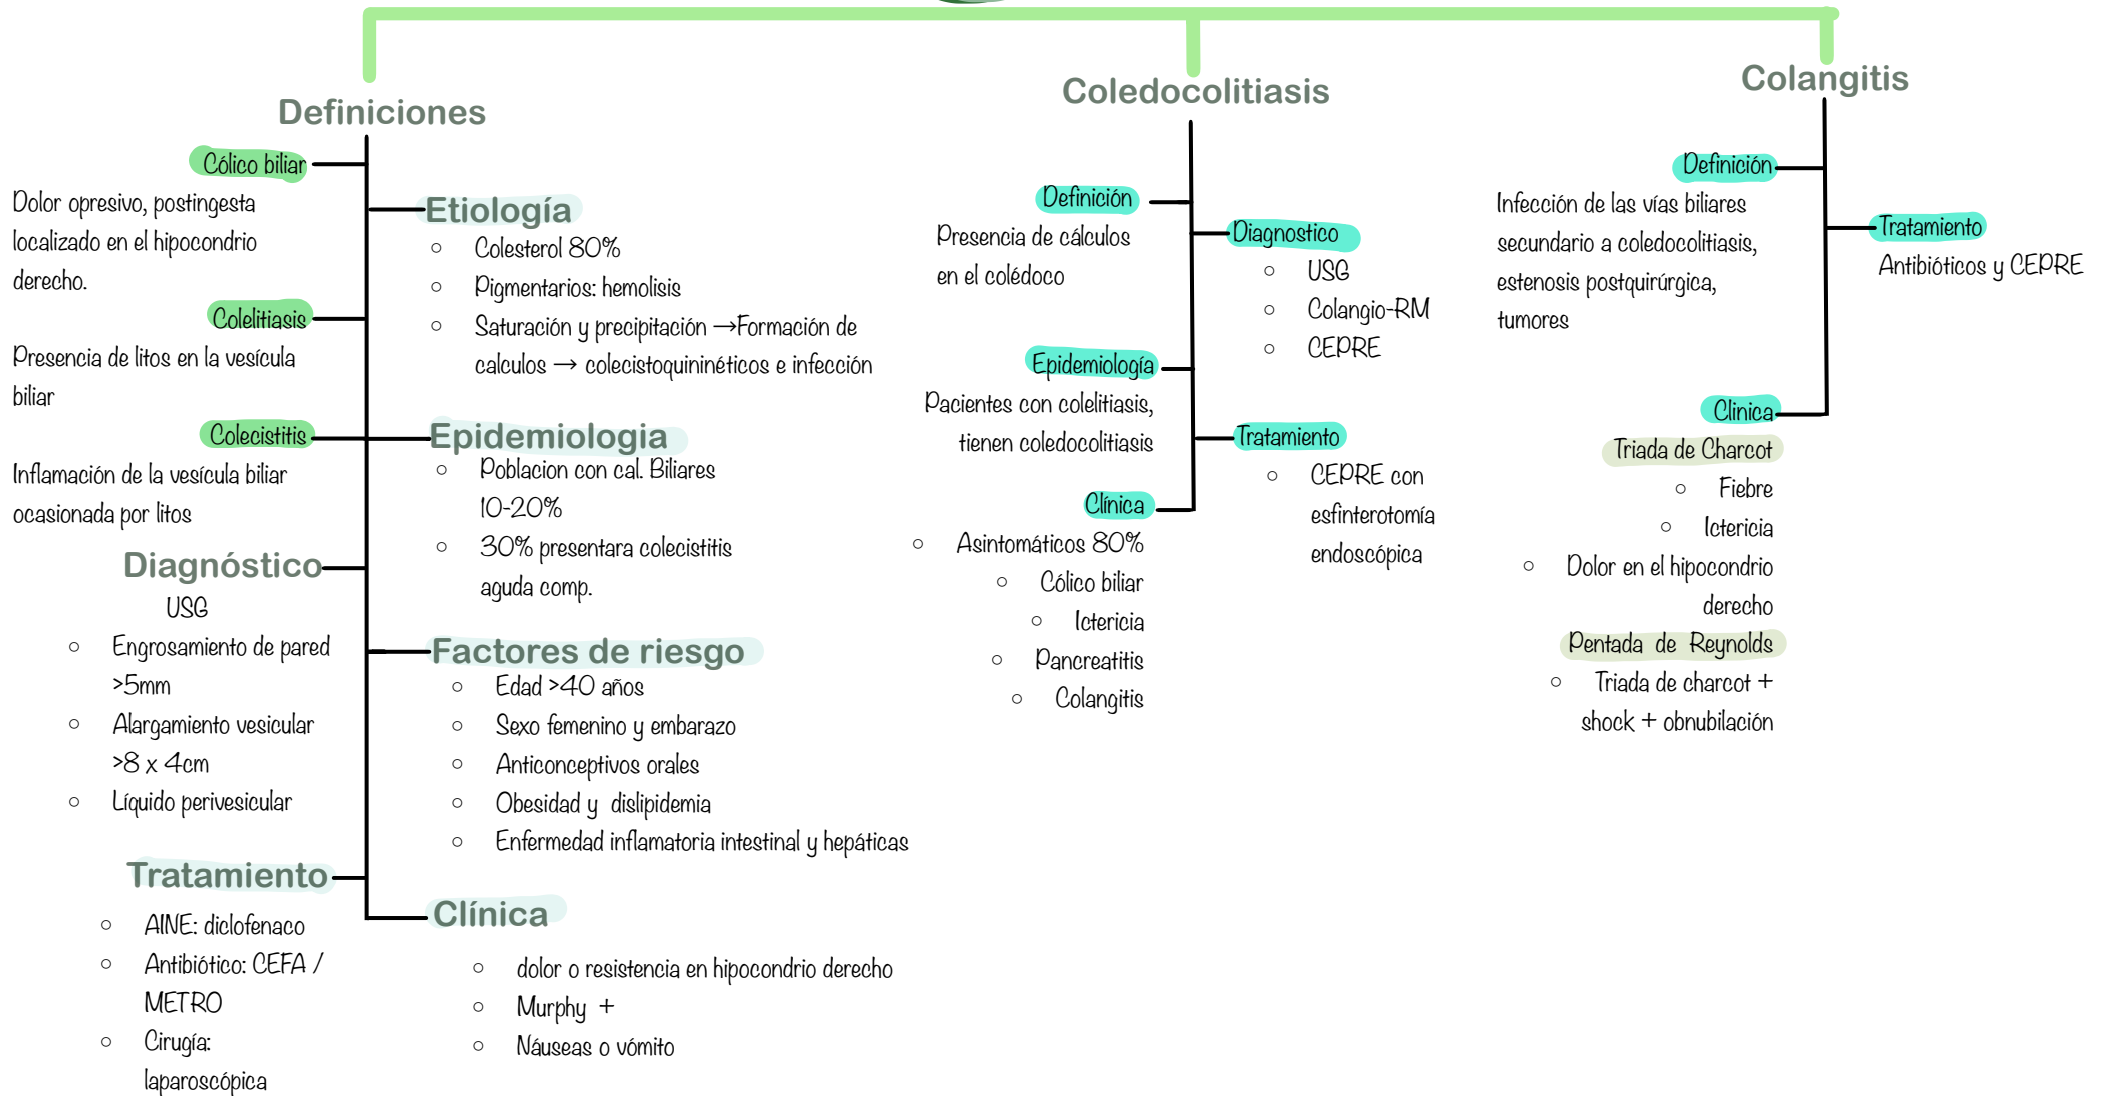 Definiciones
Cólico biliar
Dolor opresivo, postingesta
localizado en el hipocondrio
derecho.
Colelitiasis
Presencia de litos en la vesícula
biliar
Colecistitis
Inflamación de la vesícula biliar
ocasionada por litos
Diagnóstico
USG
○ Engrosamiento de pared
>5mm
○ Alargamiento vesicular
>8 x 4cm
○ Líquido perivesicular
Tratamiento
○ AINE: diclofenaco
○ Antibiótico: CEFA /
METRO
○ Cirugía:
laparoscópica
Etiología
○ Colesterol 80%
○ Pigmentarios: hemolisis
○ Saturación y precipitación →Formación de
calculos → colecistoquininéticos e infección
Epidemiologia
○ Poblacion con cal. Biliares
10-20%
○ 30% presentara colecistitis
aguda comp.
Factores de riesgo
○ Edad >40 años
○ Sexo femenino y embarazo
○ Anticonceptivos orales
○ Obesidad y dislipidemia
○ Enfermedad inflamatoria intestinal y hepáticas
Clínica
○ dolor o resistencia en hipocondrio derecho
○ Murphy +
○ Náuseas o vómito
Coledocolitiasis
Definición
Presencia de cálculos
en el colédoco
Epidemiología
Pacientes con colelitiasis,
tienen coledocolitiasis
Clínica
○ Asintomáticos 80%
○ Cólico biliar
○ Ictericia
○ Pancreatitis
○ Colangitis
Diagnostico
○ USG
○ Colangio-RM
○ CEPRE
Tratamiento
○ CEPRE con
esfinterotomía
endoscópica
Colangitis
Definición
Infección de las vías biliares
secundario a coledocolitiasis,
estenosis postquirúrgica,
tumores
Tratamiento
Antibióticos y CEPRE
Clinica
Triada de Charcot
○ Fiebre
○ Ictericia
○ Dolor en el hipocondrio
derecho
Pentada de Reynolds
○ Triada de charcot +
shock + obnubilación